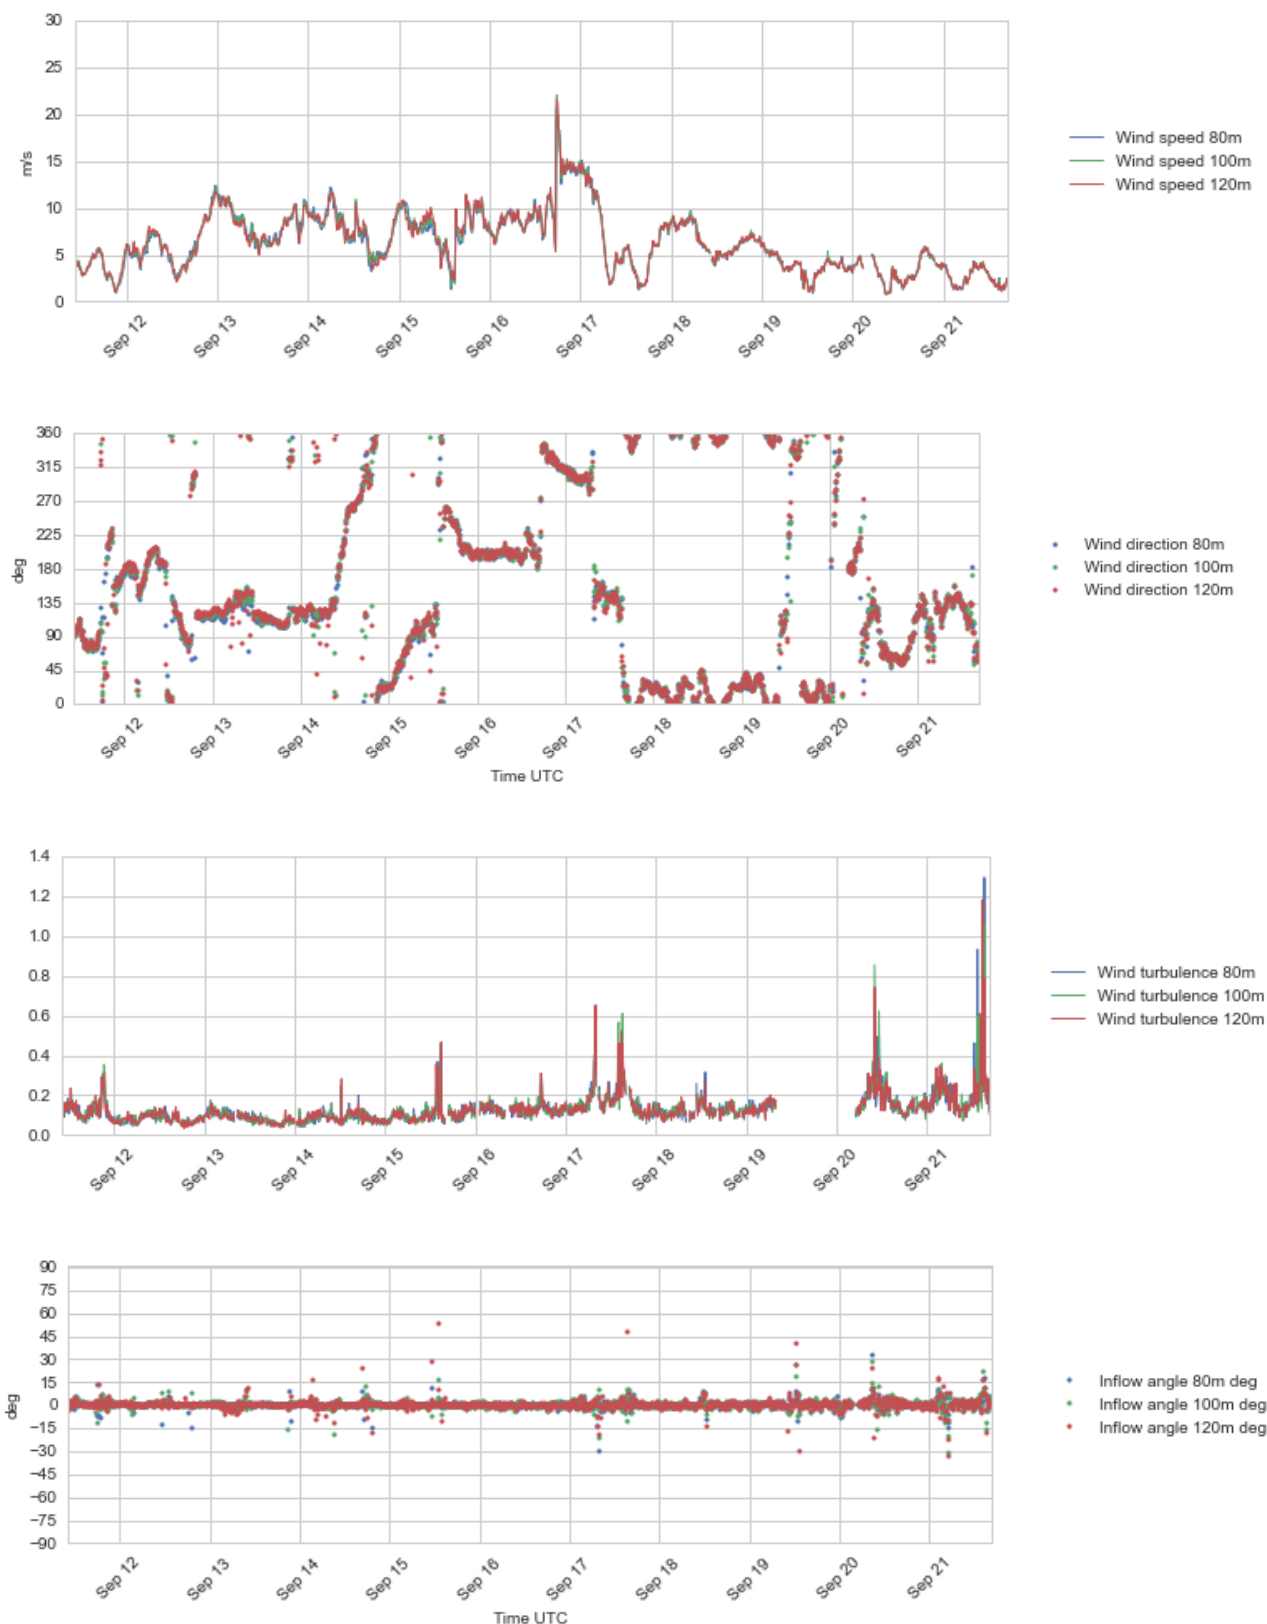 30
25
20
15
10
5
0
m/s
Sep 12
Sep 13
Sep 14
Sep 15
Sep 16
Sep 17
Sep 18
Sep 19
Sep 20
Sep 21
Wind speed 80m
Wind speed 100m
Wind speed 120m
360
315
270
225
180
135
90
45
0
deg
Sep 12
Sep 13
Sep 14
Sep 15
Sep 16
Sep 17
Sep 18
Sep 19
Sep 20
Sep 21
Time UTC
Wind direction 80m
Wind direction 100m
Wind direction 120m
1.4
1.2
1.0
0.8
0.6
0.4
0.2
0.0
Sep 12
Sep 13
Sep 14
Sep 15
Sep 16
Sep 17
Sep 18
Sep 19
Sep 20
Sep 21
Wind turbulence 80m
Wind turbulence 100m
Wind turbulence 120m
90
75
60
45
30
15
0
−15
−30
−45
−60
−75
−90
deg
Sep 12
Sep 13
Sep 14
Sep 15
Sep 16
Sep 17
Sep 18
Sep 19
Sep 20
Sep 21
Time UTC
Inflow angle 80m deg
Inflow angle 100m deg
Inflow angle 120m deg